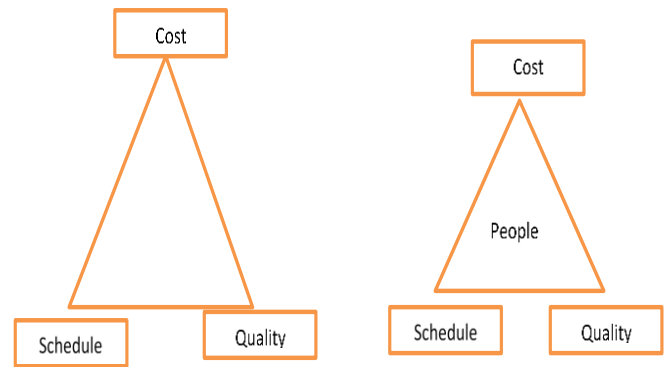 Cost
Schedule
Quality
Cost
People
Schedule
Quality